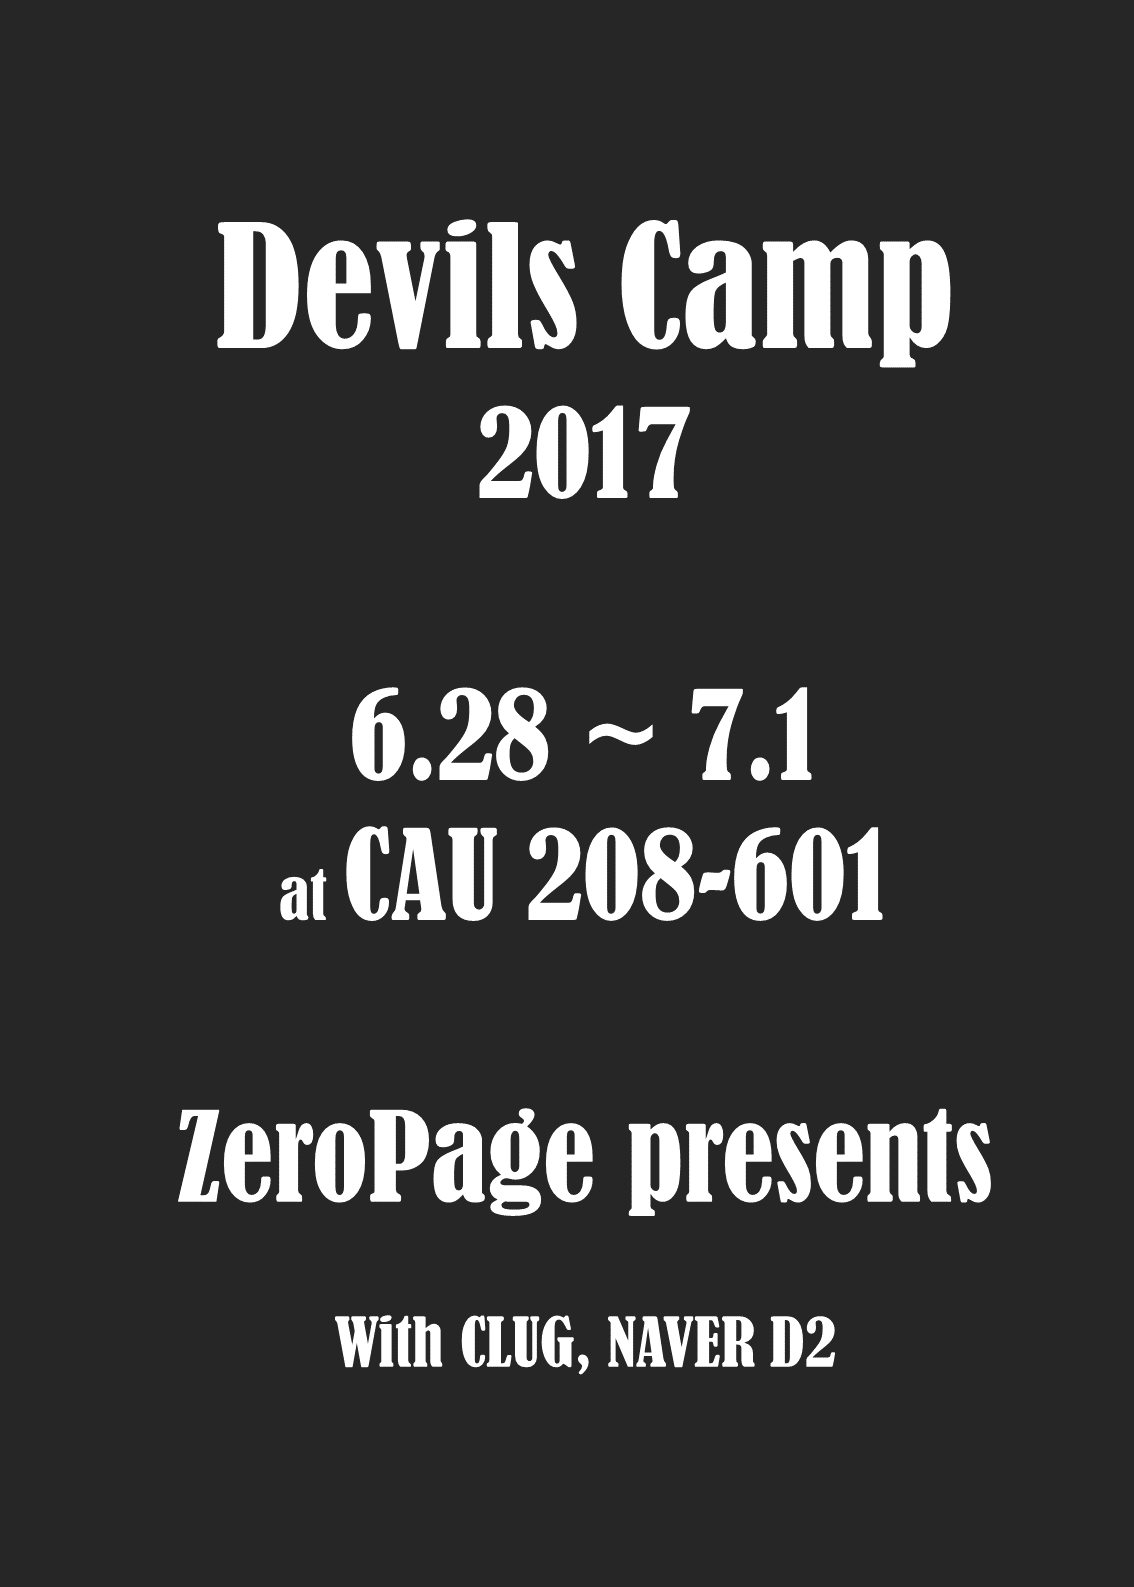 Devils Camp
2017
6.28 ~ 7.1
at CAU 208-601
ZeroPage presents
With CLUG, NAVER D2